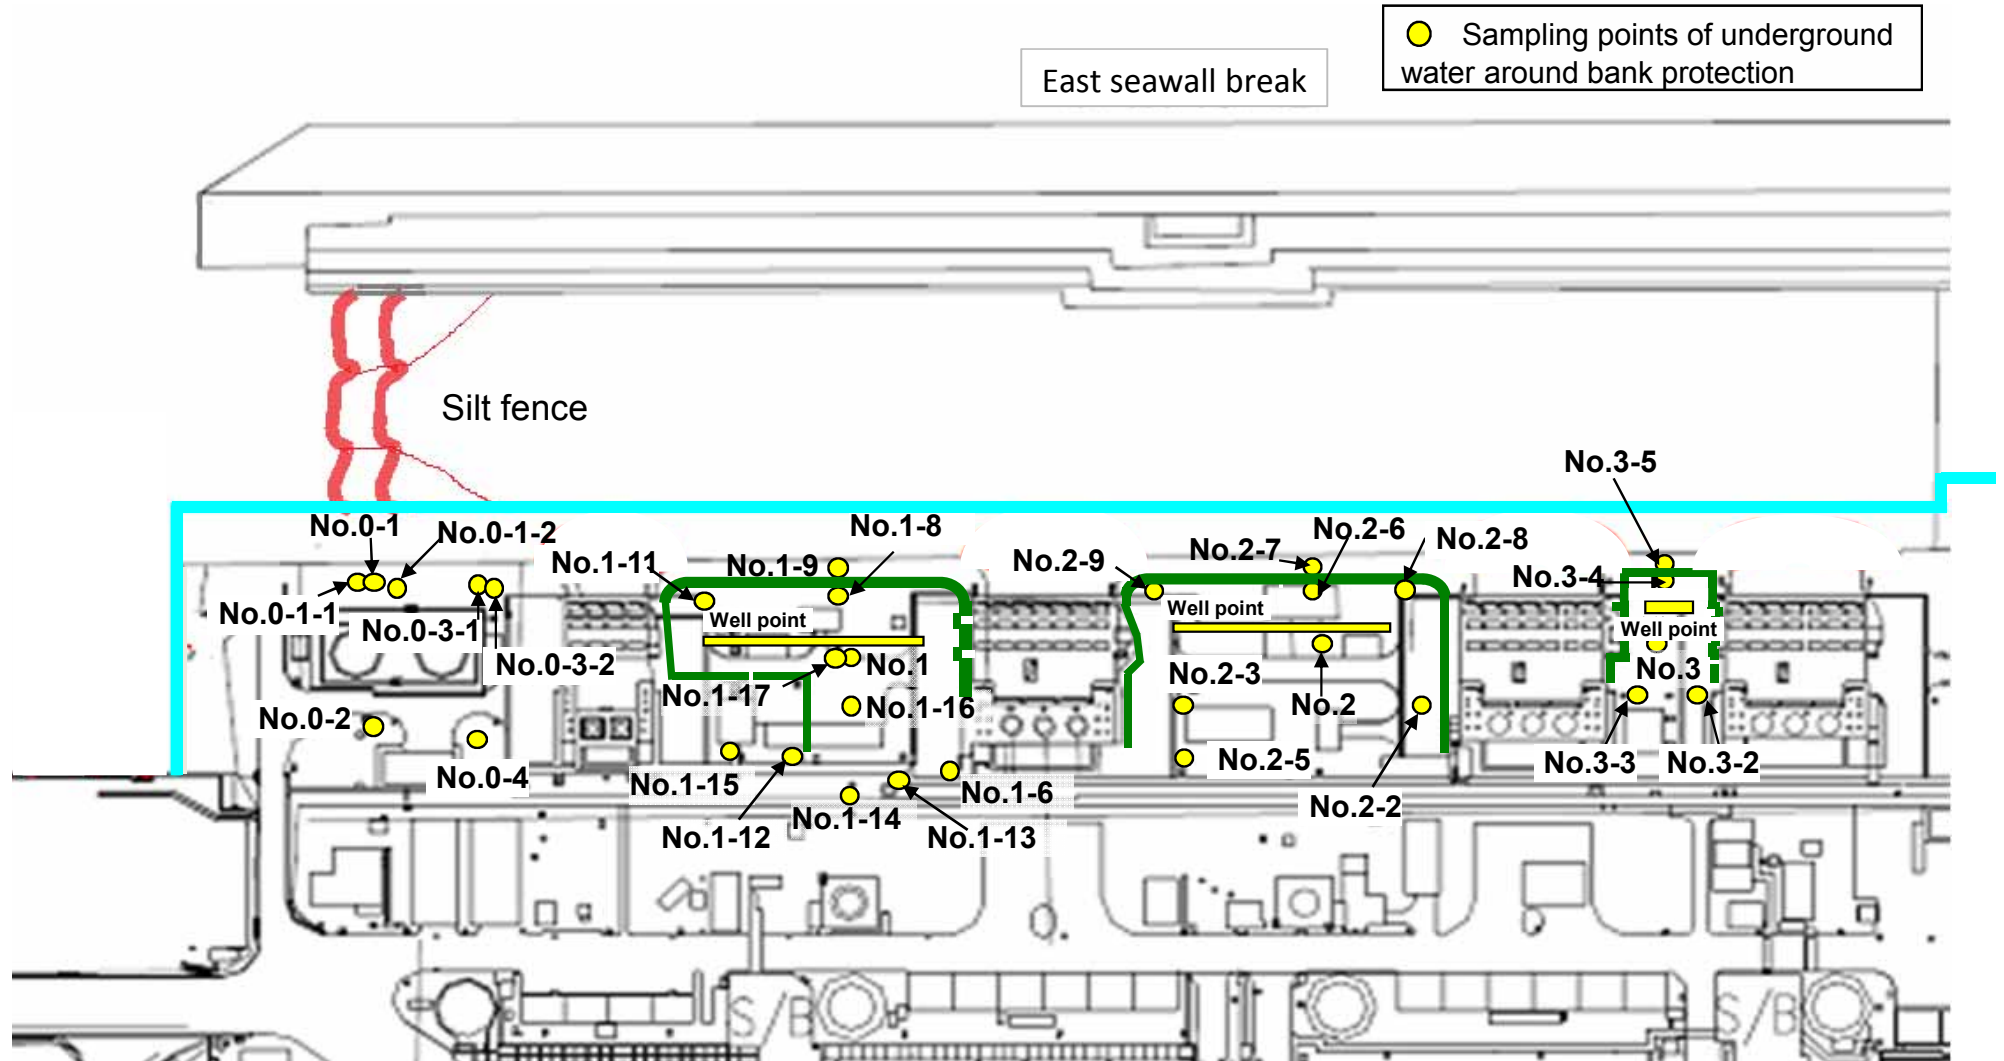 Sampling points of underground
water around bank protection
East seawall break
Silt fence
No.3-5
No.0-1
No.0-1-2
No.1-8
No.2-6
No.2-8
No.1-11
No.1-9
No.2-9
No.2-7
No.3-4
No.0-1-1
No.0-3-1
Well point
Well point
Well point
No.0-3-2
No.1
No.1-17
No.2-3
No.3
No.0-2
No.1-16
No.2
No.0-4
No.1-15
No.1-6
No.2-5
No.3-3
No.3-2
No.1-12
No.1-14
No.1-13
No.2-2
S/B
S/B